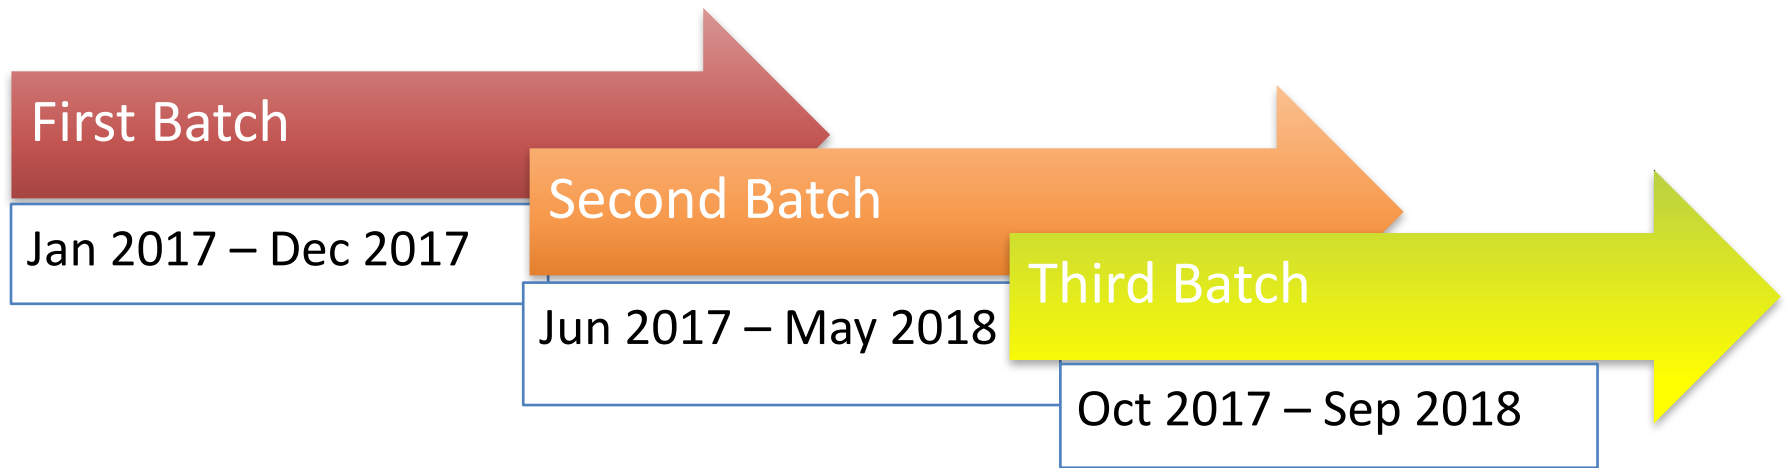 First Batch
Jan 2017 – Dec 2017
Second Batch
Jun 2017 – May 2018
Third Batch
Oct 2017 – Sep 2018